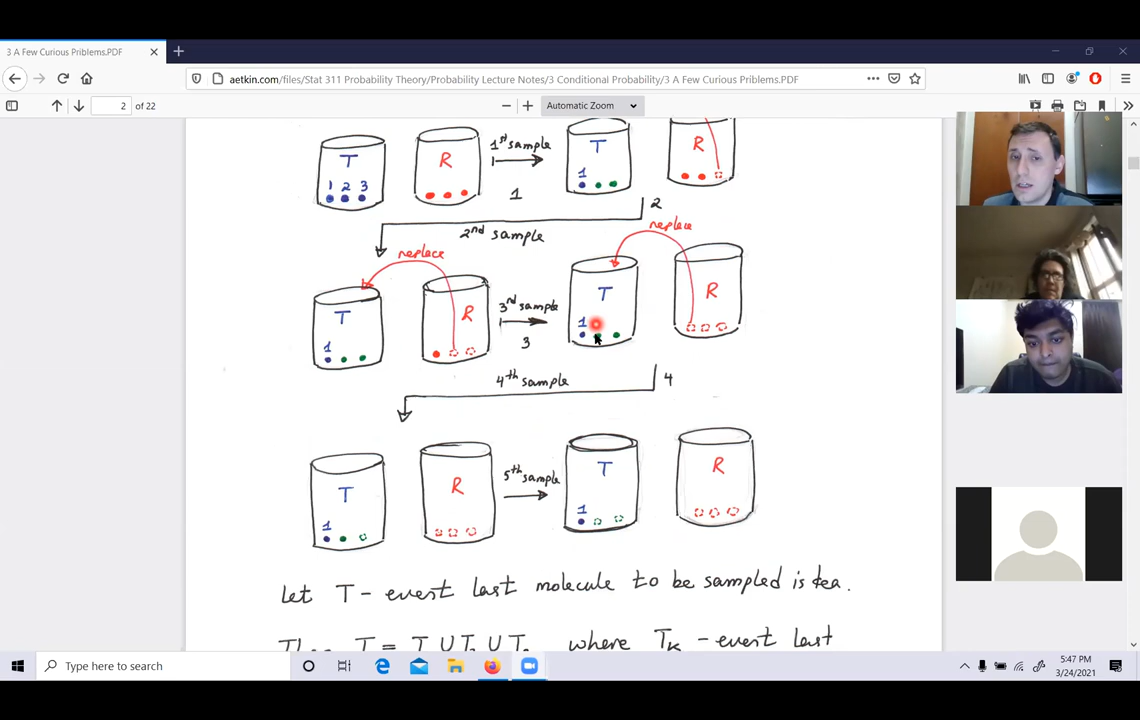 3 A Few Curious Priblems.PDF
aetkin.com/files/Stat 311 Probability Theory/Probability Lecture Notes/3 Conditional Probability/3 A Few Curious Priblems.PDF
2 of 22
Automatic Zoom
T R 1st sample T R
1 2 3 1 1
2nd sample 2
replace replace
T R 3rd sample T R
1 3 1
4th sample 4
T R 5th sample T R
1 1
Let T - event last molecule to be sampled is tea.
where TK - event last
Type here to search
5:47 PM
3/24/2021